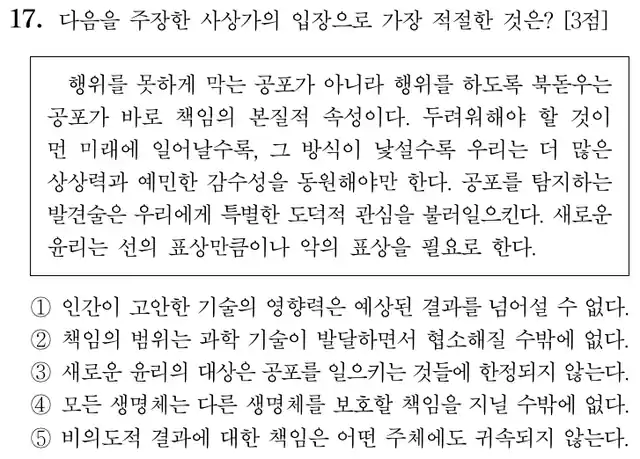 17. 다음을 주장한 사상가의 입장으로 가장 적절한 것은? [3점]
행위를 못하게 막는 공포가 아니라 행위를 하도록 북돋우는
공포가 바로 책임의 본질적 속성이다. 두려워해야 할 것이
먼 미래에 일어날수록, 그 방식이 낯설수록 우리는 더 많은
상상력과 예민한 감수성을 동원해야만 한다. 공포를 탐지하는
발견술은 우리에게 특별한 도덕적 관심을 불러일으킨다. 새로운
윤리는 선의 표상만큼이나 악의 표상을 필요로 한다.
① 인간이 고안한 기술의 영향력은 예상된 결과를 넘어설 수 없다.
② 책임의 범위는 과학 기술이 발달하면서 협소해질 수밖에 없다.
③ 새로운 윤리의 대상은 공포를 일으키는 것들에 한정되지 않는다.
④ 모든 생명체는 다른 생명체를 보호할 책임을 지닐 수밖에 없다.
⑤ 비의도적 결과에 대한 책임은 어떤 주체에도 귀속되지 않는다.